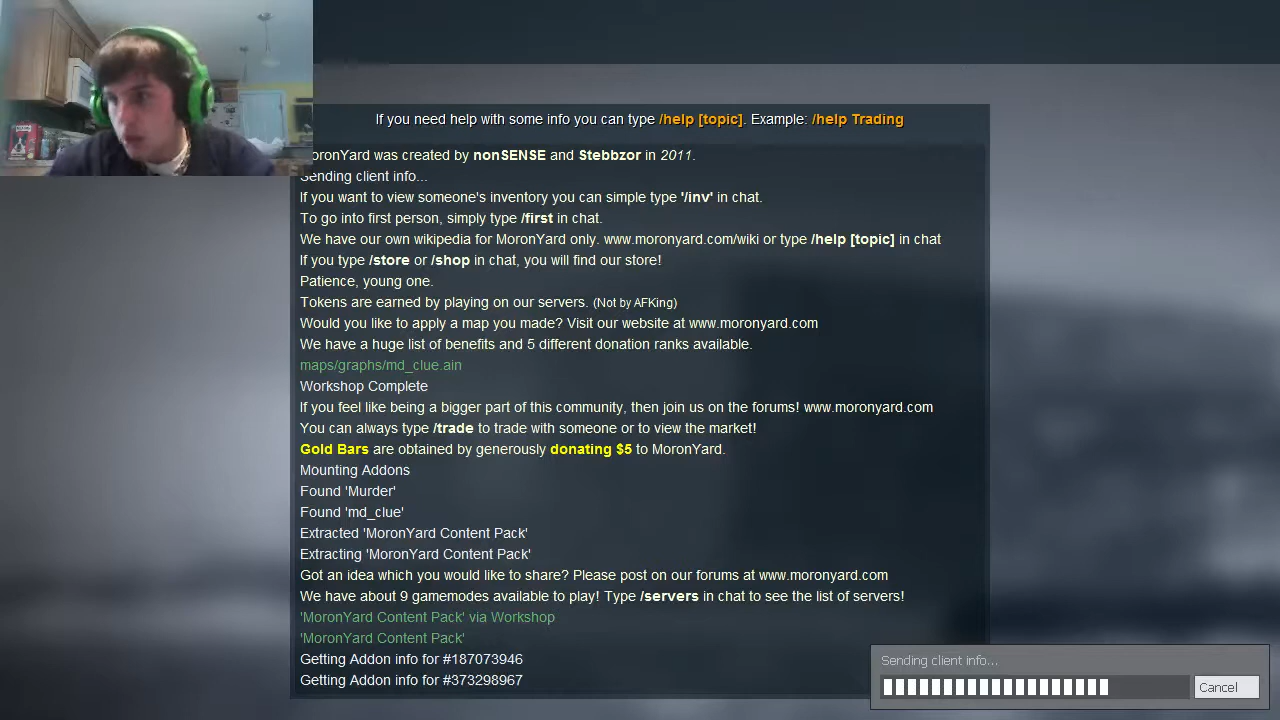 If you need help with some info you can type /help [topic]. Example: /help Trading
MoronYard was created by nonSENSE and Stebbzor in 2011.
Sending client info...
If you want to view someone's inventory you can simple type '/inv' in chat.
To go into first person, simply type /first in chat.
We have our own wikipedia for MoronYard only. www.moronyard.com/wiki or type /help [topic] in chat
If you type /store or /shop in chat, you will find our store!
Patience, young one.
Tokens are earned by playing on our servers. (Not by AFKing)
Would you like to apply a map you made? Visit our website at www.moronyard.com
We have a huge list of benefits and 5 different donation ranks available.
maps/graphs/md_clue.ain
Workshop Complete
If you feel like being a bigger part of this community, then join us on the forums! www.moronyard.com
You can always type /trade to trade with someone or to view the market!
Gold Bars are obtained by generously donating $5 to MoronYard.
Mounting Addons
Found 'Murder'
Found 'md_clue'
Extracted 'MoronYard Content Pack'
Extracting 'MoronYard Content Pack'
Got an idea which you would like to share? Please post on our forums at www.moronyard.com
We have about 9 gamemodes available to play! Type /servers in chat to see the list of servers!
'MoronYard Content Pack' via Workshop
'MoronYard Content Pack'
Getting Addon info for #187073946
Getting Addon info for #373298967
Sending client info...
Cancel